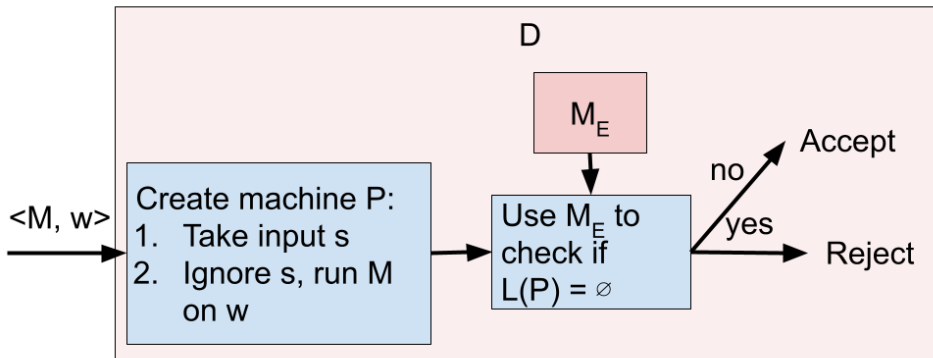 D
M_E
Accept
no
<M, w>
Create machine P:
1. Take input s
2. Ignore s, run M
on w
Use M_E to
check if
L(P) = ∅
yes
Reject